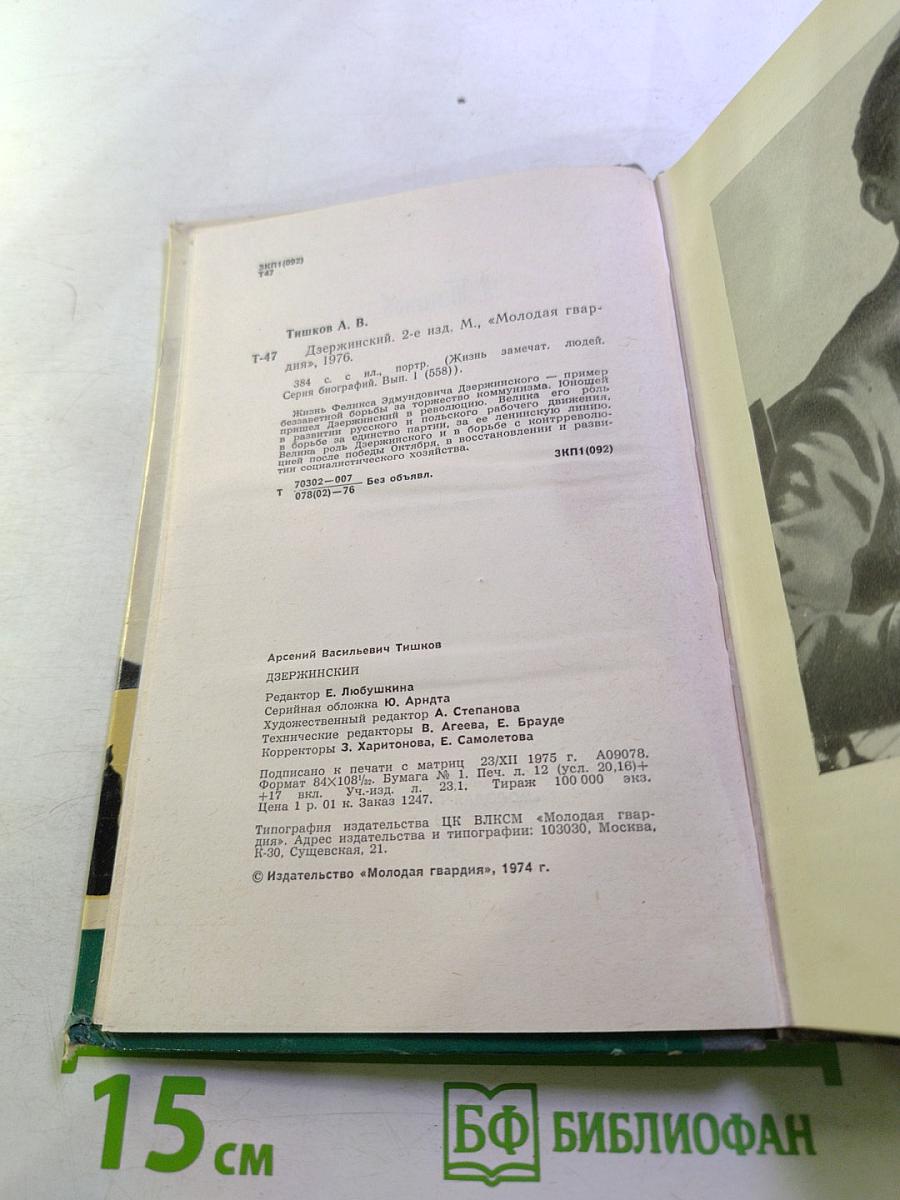 3КП1(092)
Т47
Тишков А. В.
Т-47 Дзержинский. 2-е изд. М., «Молодая гвар-
дия», 1976.
384 с. с ил., портр. (Жизнь замечат. людей.
Серия биографий. Вып. 1 (558)).
Жизнь Феликса Эдмундовича Дзержинского — пример
беззаветной борьбы за торжество коммунизма. Юношей
пришел Дзержинский в революцию. Велика его роль
в развитии русского и польского рабочего движения,
в борьбе за единство партии, за ее ленинскую линию.
Велика роль Дзержинского и в борьбе с контрреволю-
цией после победы Октября, в восстановлении и разви-
тии социалистического хозяйства.
Т 70302—007
078(02)—76 Без объявл. 3КП1(092)
Арсений Васильевич Тишков
ДЗЕРЖИНСКИЙ
Редактор Е. Любушкина
Серийная обложка Ю. Арндта
Художественный редактор А. Степанова
Технические редакторы В. Агеева, Е. Брауде
Корректоры З. Харитонова, Е. Самолетова
Подписано к печати с матриц 23/XII 1975 г. А09078.
Формат 84×108¹/₃₂. Бумага № 1. Печ. л. 12 (усл. 20,16)+
+17 вкл. Уч.-изд. л. 23.1. Тираж 100 000 экз.
Цена 1 р. 01 к. Заказ 1247.
Типография издательства ЦК ВЛКСМ «Молодая гвар-
дия». Адрес издательства и типографии: 103030, Москва,
К-30, Сущевская, 21.
© Издательство «Молодая гвардия», 1974 г.
15 см
БФ БИБЛИОФАН